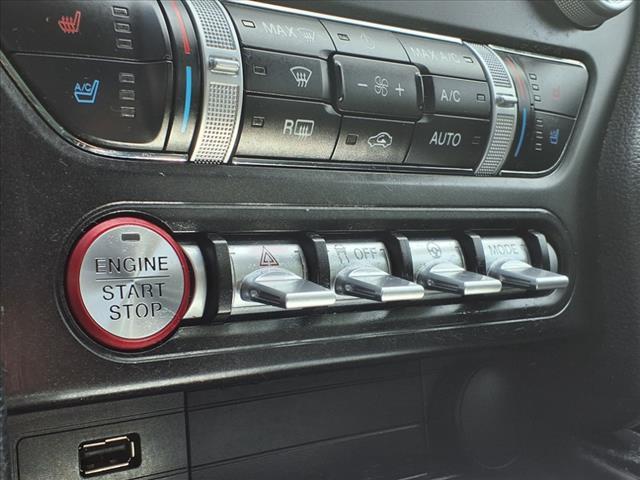 MAX
MAX A/C
A/C
- +
A/C
R
AUTO
ENGINE
START
STOP
OFF
MODE